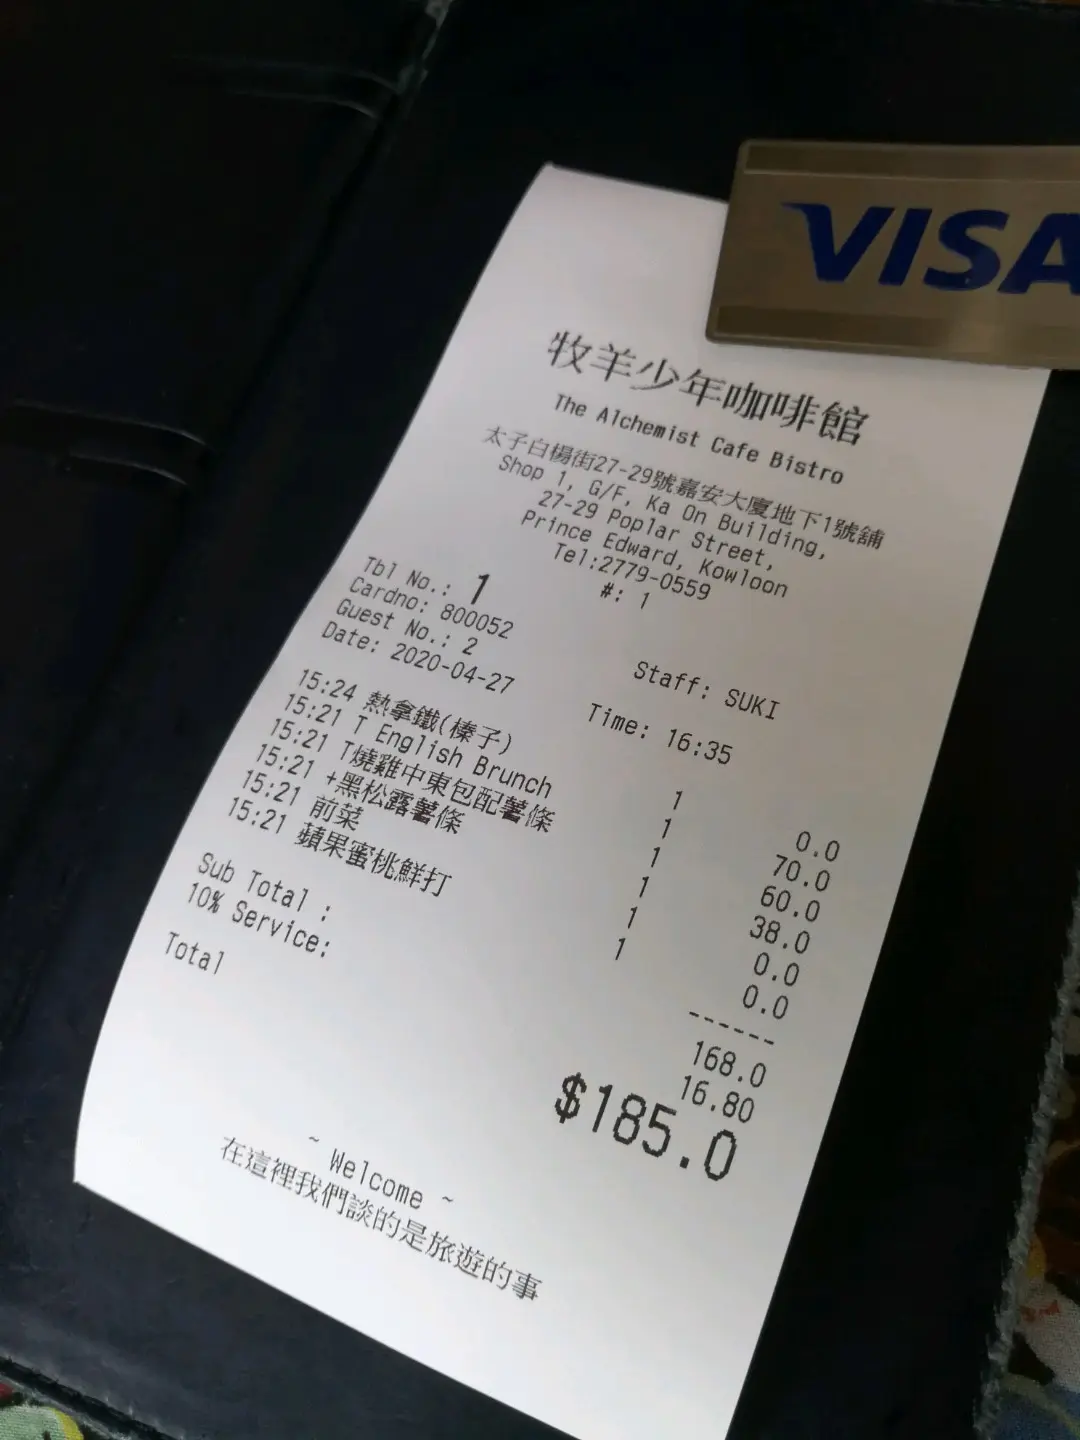 VISA
牧羊少年咖啡館
The Alchemist Cafe Bistro
太子白楊街27-29號嘉安大廈地下1號舖
Shop 1, G/F, Ka On Building,
27-29 Poplar Street,
Prince Edward, Kowloon
Tel:2779-0559
Tbl No.: 1 #: 1
Cardno: 800052
Guest No.: 2 Staff: SUKI
Date: 2020-04-27 Time: 16:35
15:24 熱拿鐵(榛子) 1 0.0
15:21 T English Brunch 1 70.0
15:21 T燒雞中東包配薯條 1 60.0
15:21 +黑松露薯條 1 38.0
15:21 前菜 1 0.0
15:21 蘋果蜜桃鮮打 1 0.0
------
Sub Total : 168.0
10% Service: 16.80
Total $185.0
~ Welcome ~
在這裡我們談的是旅遊的事